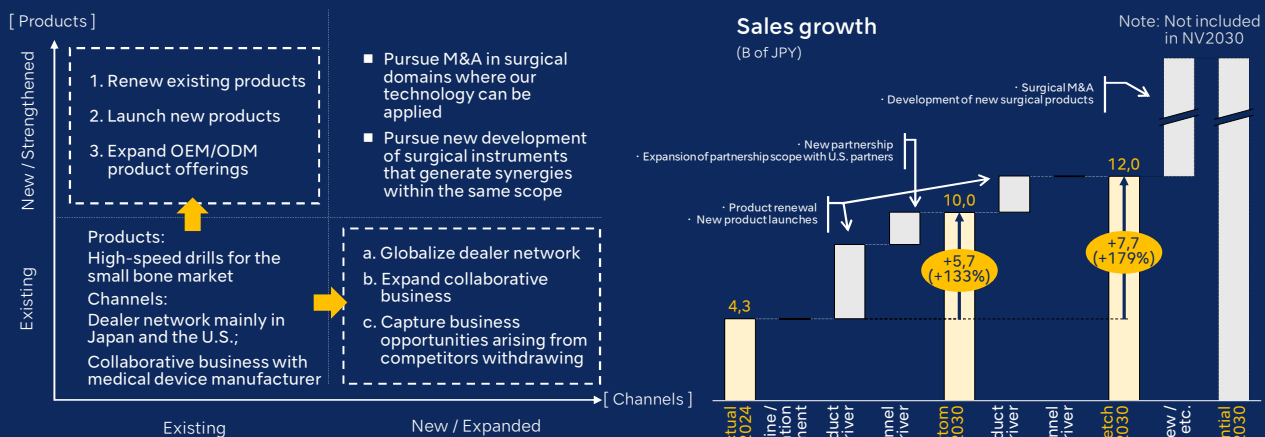 [ Products ]
New / Strengthened
1. Renew existing products
2. Launch new products
3. Expand OEM/ODM
product offerings
■ Pursue M&A in surgical
domains where our
technology can be
applied
■ Pursue new development
of surgical instruments
that generate synergies
within the same scope
Existing
Products:
High-speed drills for the
small bone market
Channels:
Dealer network mainly in
Japan and the U.S.;
Collaborative business with
medical device manufacturer
a. Globalize dealer network
b. Expand collaborative
business
c. Capture business
opportunities arising from
competitors withdrawing
[ Channels ]
Existing
New / Expanded
Sales growth
(B of JPY)
Note: Not included
in NV2030
· Surgical M&A
· Development of new surgical products
· New partnership
· Expansion of partnership scope with U.S. partners
· Product renewal
· New product launches
4,3
10,0
12,0
+5,7
(+133%)
+7,7
(+179%)
2024
2030
2030
etc.
2030